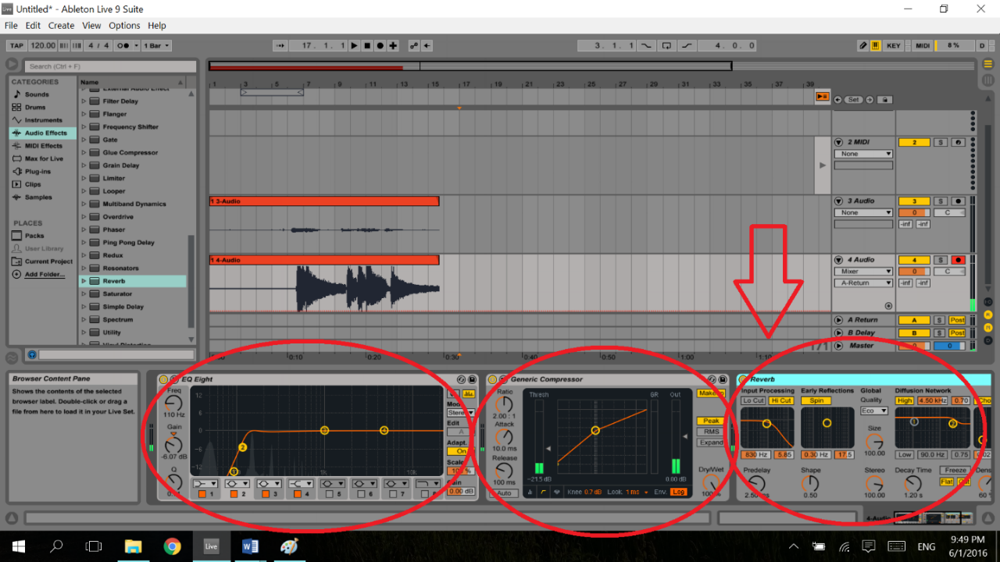 Live Untitled* - Ableton Live 9 Suite
File Edit Create View Options Help
TAP 120.00 4 / 4 1 Bar 17. 1. 1 3. 1. 1 4. 0. 0 KEY MIDI 8 % D
Search (Ctrl + F)
CATEGORIES
Sounds
Drums
Instruments
Audio Effects
MIDI Effects
Max for Live
Plug-ins
Clips
Samples
PLACES
Packs
User Library
Current Project
Add Folder...
Name
External Audio Effect
Filter Delay
Flanger
Frequency Shifter
Gate
Glue Compressor
Grain Delay
Limiter
Looper
Multiband Dynamics
Overdrive
Phaser
Ping Pong Delay
Redux
Resonators
Reverb
Saturator
Simple Delay
Spectrum
Utility
Vinyl Distortion
1 3 5 7 9 11 13 15 17 19 21 23 25 27 29 31 33 35 37 39
Set
2 MIDI 2 S
None
1 3-Audio
3 Audio 3 S
None 0 C
-inf -inf
1 4-Audio
4 Audio 4 S
Mixer 0 C
A-Return -inf -inf
A Return A S Post
B Delay B S Post
1/1 Master 0 0
0:00 0:10 0:20 0:30 0:50 1:10
Browser Content Pane
Shows the contents of the selected
browser label. Double-click or drag a
file from here to load it in your Live Set.
EQ Eight
Freq
110 Hz
Gain
-6.07 dB
Q
12
6
0
-6
-12
1 2 3 4
1K 10K
1 2 3 4 5 6 7 8
Mode
Stereo
Edit
A
Adapt.
On
Scale
Gain
0.00 dB
Generic Compressor
Ratio
2.00 : 1
Attack
10.0 ms
Release
100 ms
Auto
Thresh GR Out
-21.5 dB 0.00 dB
Knee 0.7 dB Look. 1 ms Env. Log
Makeup
Peak
RMS
Expand
Dry/Wet
100 %
Reverb
Input Processing Early Reflections Global Diffusion Network
Lo Cut Hi Cut Spin Quality High 4.50 kHz 0.70
Eco
Size
100.00
1 2
830 Hz 5.85 0.30 Hz 17.5 Low 90.0 Hz 0.75 0.02
Predelay Shape Stereo Decay Time Freeze
2.50 ms 0.50 100.00 1.20 s Flat Cut 60 %
4-Audio
Live W ENG 9:49 PM
6/1/2016